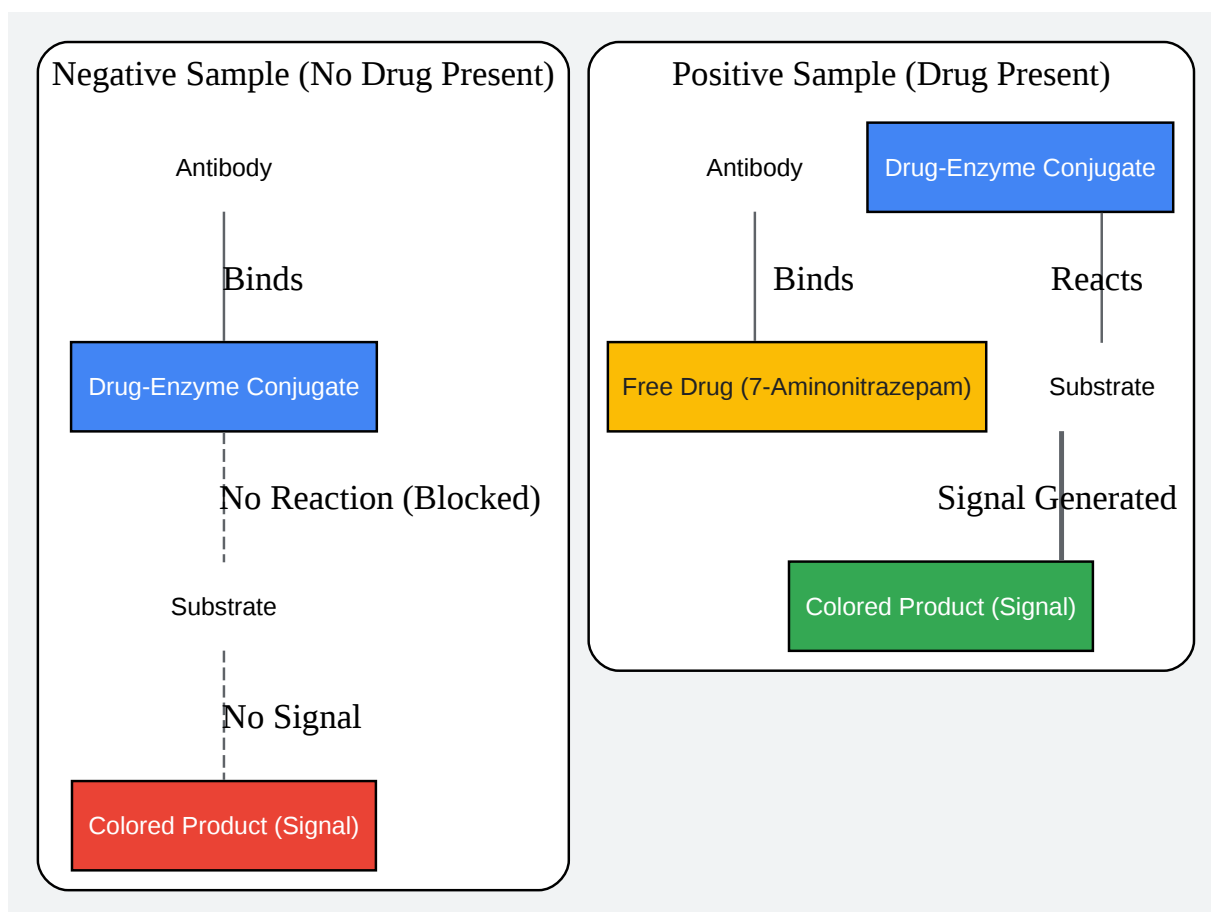 Negative Sample (No Drug Present)
Antibody
Binds
Drug-Enzyme Conjugate
No Reaction (Blocked)
Substrate
No Signal
Colored Product (Signal)
Positive Sample (Drug Present)
Antibody
Drug-Enzyme Conjugate
Binds
Reacts
Free Drug (7-Aminonitrazepam)
Substrate
Signal Generated
Colored Product (Signal)